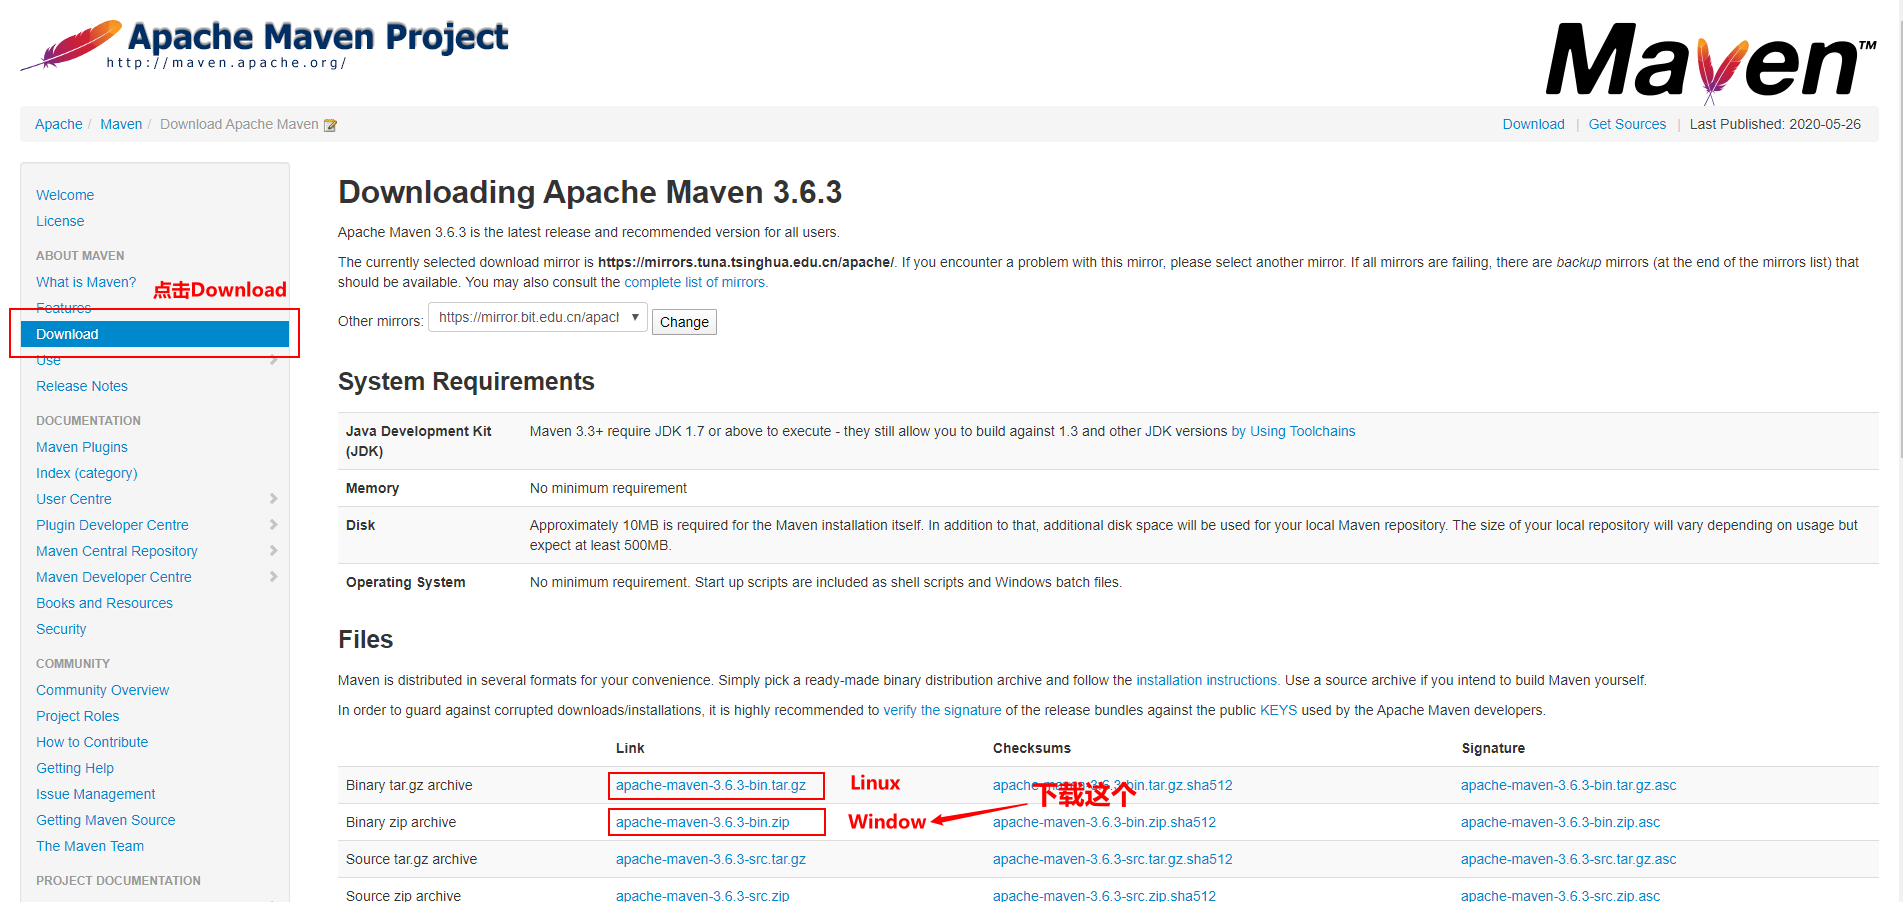 Apache Maven Project
http://maven.apache.org/
Maven™
Apache / Maven / Download Apache Maven
Download | Get Sources | Last Published: 2020-05-26
Welcome
License
ABOUT MAVEN
What is Maven?
点击Download
Features
Download
Use
Release Notes
DOCUMENTATION
Maven Plugins
Index (category)
User Centre
Plugin Developer Centre
Maven Central Repository
Maven Developer Centre
Books and Resources
Security
COMMUNITY
Community Overview
Project Roles
How to Contribute
Getting Help
Issue Management
Getting Maven Source
The Maven Team
PROJECT DOCUMENTATION
Downloading Apache Maven 3.6.3
Apache Maven 3.6.3 is the latest release and recommended version for all users.
The currently selected download mirror is https://mirrors.tuna.tsinghua.edu.cn/apache/. If you encounter a problem with this mirror, please select another mirror. If all mirrors are failing, there are backup mirrors (at the end of the mirrors list) that
should be available. You may also consult the complete list of mirrors.
Other mirrors: https://mirror.bit.edu.cn/apach Change
System Requirements
Java Development Kit Maven 3.3+ require JDK 1.7 or above to execute - they still allow you to build against 1.3 and other JDK versions by Using Toolchains
(JDK)
Memory No minimum requirement
Disk Approximately 10MB is required for the Maven installation itself. In addition to that, additional disk space will be used for your local Maven repository. The size of your local repository will vary depending on usage but
expect at least 500MB.
Operating System No minimum requirement. Start up scripts are included as shell scripts and Windows batch files.
Files
Maven is distributed in several formats for your convenience. Simply pick a ready-made binary distribution archive and follow the installation instructions. Use a source archive if you intend to build Maven yourself.
In order to guard against corrupted downloads/installations, it is highly recommended to verify the signature of the release bundles against the public KEYS used by the Apache Maven developers.
Link Checksums Signature
Binary tar.gz archive apache-maven-3.6.3-bin.tar.gz Linux apache-maven-3.6.3-bin.tar.gz.sha512 apache-maven-3.6.3-bin.tar.gz.asc
下载这个
Binary zip archive apache-maven-3.6.3-bin.zip Window apache-maven-3.6.3-bin.zip.sha512 apache-maven-3.6.3-bin.zip.asc
Source tar.gz archive apache-maven-3.6.3-src.tar.gz apache-maven-3.6.3-src.tar.gz.sha512 apache-maven-3.6.3-src.tar.gz.asc
Source zip archive apache-maven-3.6.3-src.zip apache-maven-3.6.3-src.zip.sha512 apache-maven-3.6.3-src.zip.asc